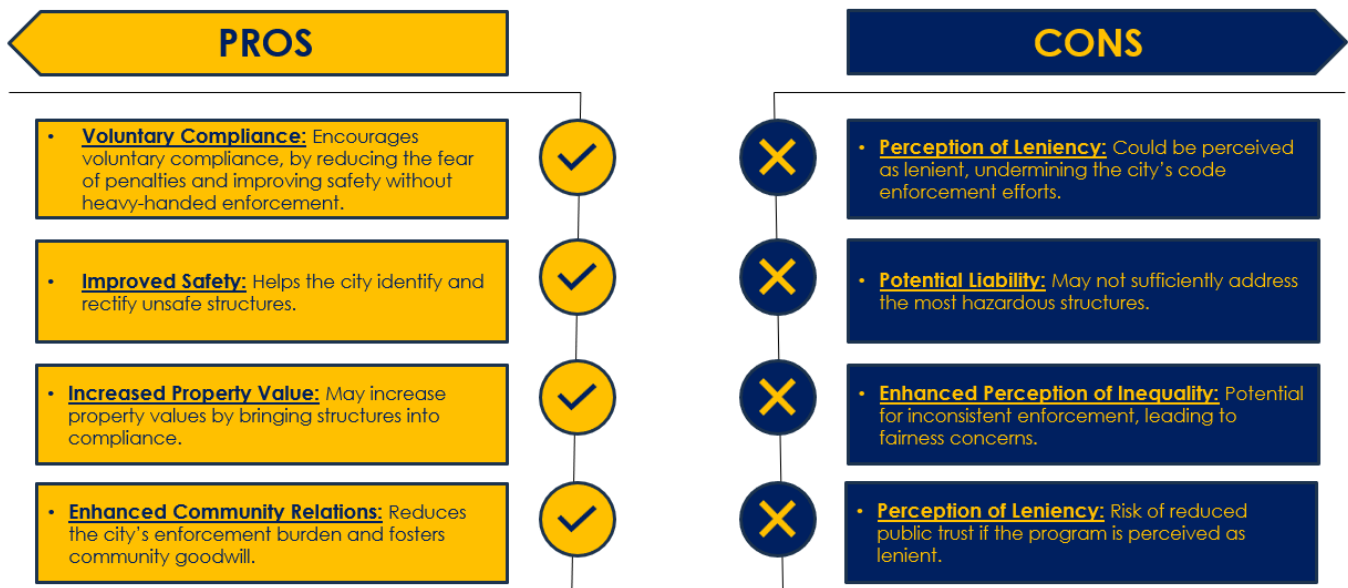 PROS
• Voluntary Compliance: Encourages
voluntary compliance, by reducing the fear
of penalties and improving safety without
heavy-handed enforcement.
• Improved Safety: Helps the city identify and
rectify unsafe structures.
• Increased Property Value: May increase
property values by bringing structures into
compliance.
• Enhanced Community Relations: Reduces
the city's enforcement burden and fosters
community goodwill.
CONS
• Perception of Leniency: Could be perceived
as lenient, undermining the city's code
enforcement efforts.
• Potential Liability: May not sufficiently address
the most hazardous structures.
• Enhanced Perception of Inequality: Potential
for inconsistent enforcement, leading to
fairness concerns.
• Perception of Leniency: Risk of reduced
public trust if the program is perceived as
lenient.